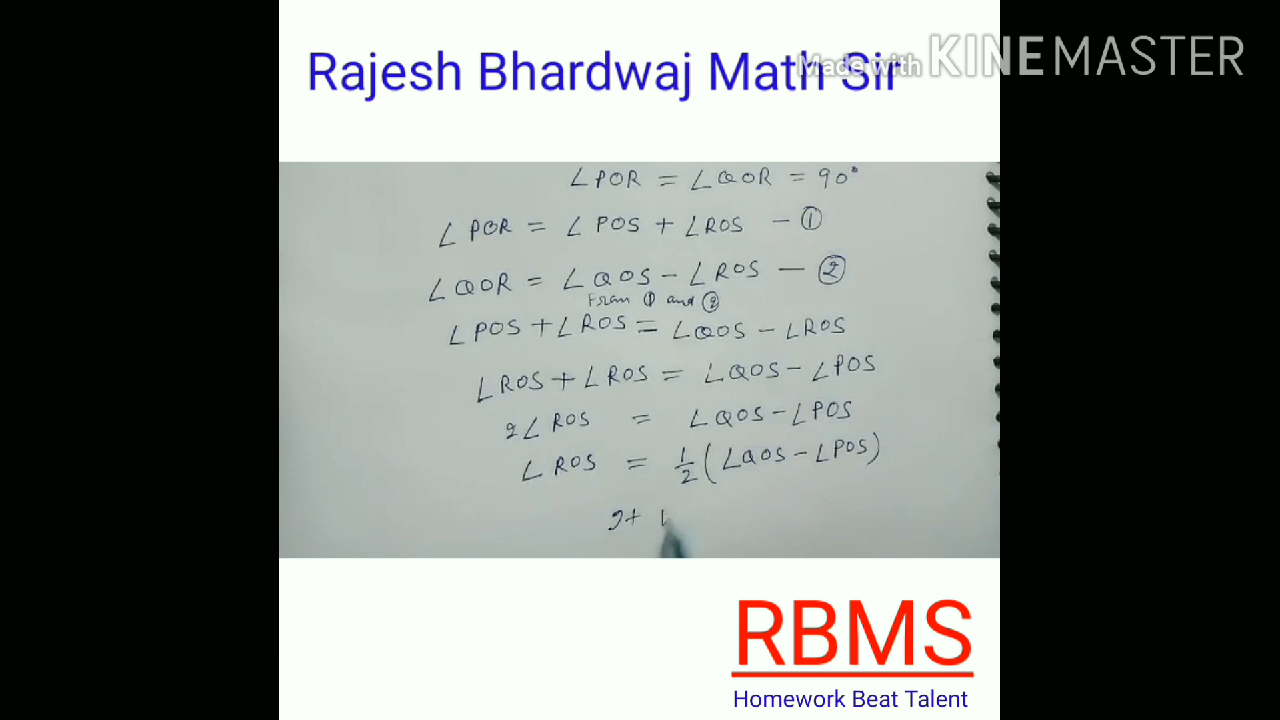 Rajesh Bhardwaj Math Sir
Made with KINEMASTER
∠POR = ∠QOR = 90°
∠POR = ∠POS + ∠ROS - ①
∠QOR = ∠QOS - ∠ROS - ②
From ① and ②
∠POS + ∠ROS = ∠QOS - ∠ROS
∠ROS + ∠ROS = ∠QOS - ∠POS
2∠ROS = ∠QOS - ∠POS
∠ROS = 1/2 (∠QOS - ∠POS)
It
RBMS
Homework Beat Talent